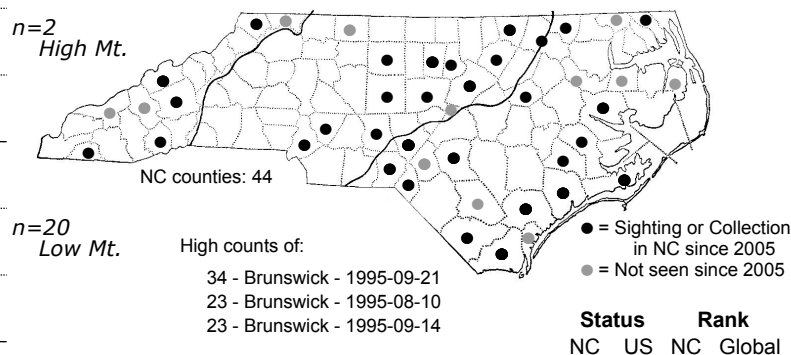 n=2
High Mt.
NC counties: 44
n=20
Low Mt.
High counts of:
34 - Brunswick - 1995-09-21
23 - Brunswick - 1995-08-10
23 - Brunswick - 1995-09-14
● = Sighting or Collection
in NC since 2005
● = Not seen since 2005
Status Rank
NC US NC Global